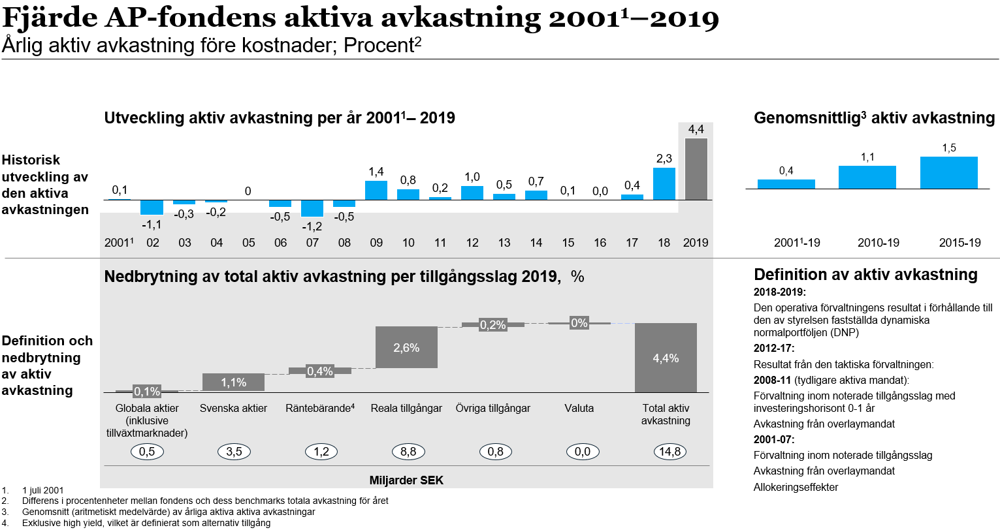 Fjärde AP-fondens aktiva avkastning 2001¹–2019
Årlig aktiv avkastning före kostnader; Procent²
Utveckling aktiv avkastning per år 2001¹– 2019
Genomsnittlig³ aktiv avkastning
Historisk
utveckling av
den aktiva
avkastningen
0,1
-1,1
-0,3
-0,2
0
-0,5
-1,2
-0,5
1,4
0,8
0,2
1,0
0,5
0,7
0,1
0,0
0,4
2,3
4,4
2001¹ 02 03 04 05 06 07 08 09 10 11 12 13 14 15 16 17 18 2019
0,4
1,1
1,5
2001¹-19 2010-19 2015-19
Nedbrytning av total aktiv avkastning per tillgångsslag 2019, %
Definition och
nedbrytning
av aktiv
avkastning
0,1%
1,1%
0,4%
2,6%
0,2%
0%
4,4%
Globala aktier
(inklusive
tillväxtmarknader)
Svenska aktier
Räntebärande⁴
Reala tillgångar
Övriga tillgångar
Valuta
Total aktiv
avkastning
0,5 3,5 1,2 8,8 0,8 0,0 14,8
Miljarder SEK
Definition av aktiv avkastning
2018-2019:
Den operativa förvaltningens resultat i förhållande till
den av styrelsen fastställda dynamiska
normalportföljen (DNP)
2012-17:
Resultat från den taktiska förvaltningen:
2008-11 (tydligare aktiva mandat):
Förvaltning inom noterade tillgångsslag med
investeringshorisont 0-1 år
Avkastning från overlaymandat
2001-07:
Förvaltning inom noterade tillgångsslag
Avkastning från overlaymandat
Allokeringseffekter
1. 1 juli 2001
2. Differens i procentenheter mellan fondens och dess benchmarks totala avkastning för året
3. Genomsnitt (aritmetiskt medelvärde) av årliga aktiva aktiva avkastningar
4. Exklusive high yield, vilket är definierat som alternativ tillgång